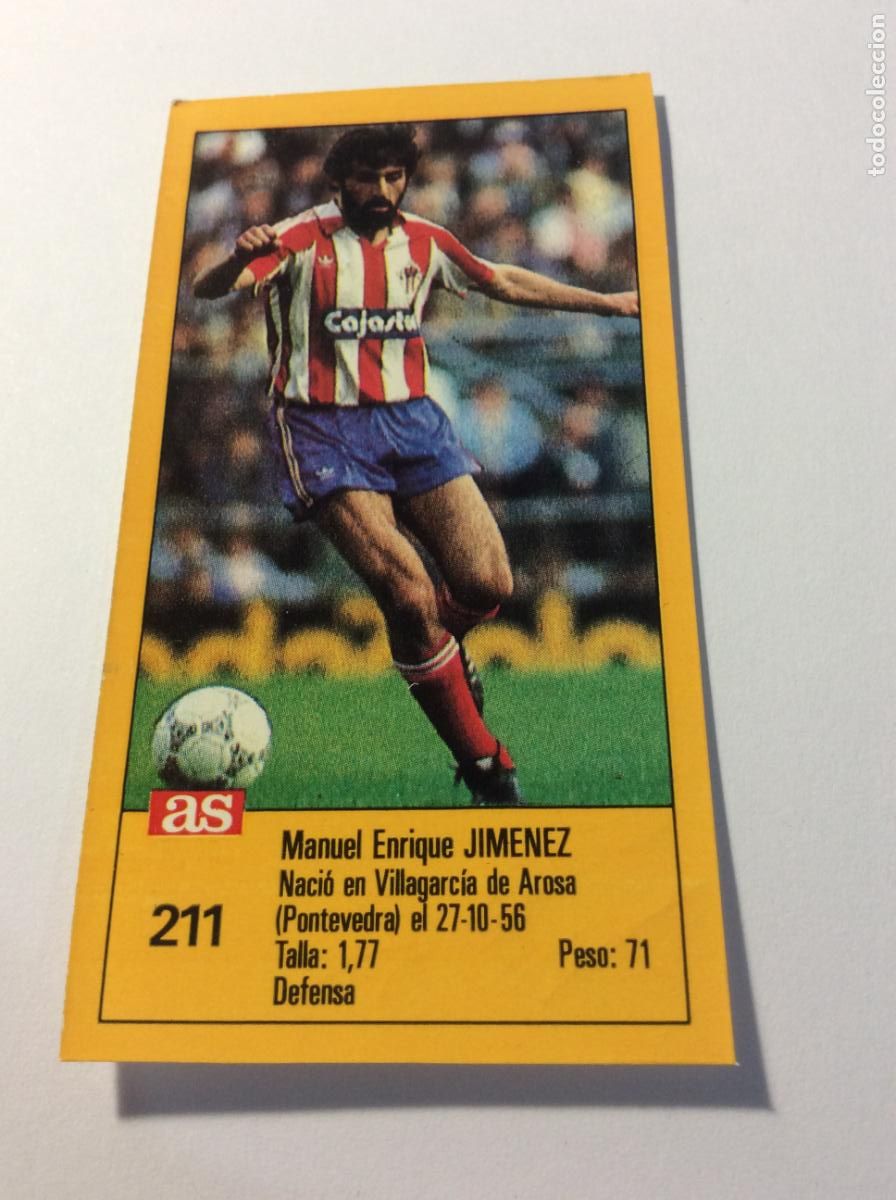 todocoleccion
Cajastu
as
211
Manuel Enrique JIMENEZ
Nació en Villagarcía de Arosa
(Pontevedra) el 27-10-56
Talla: 1,77 Peso: 71
Defensa